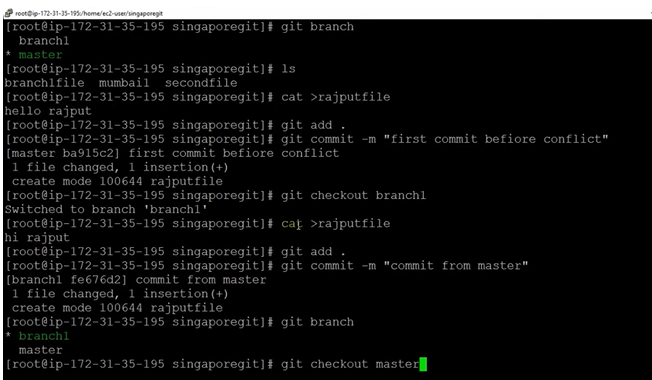 root@ip-172-31-35-195:/home/ec2-user/singaporegit
[root@ip-172-31-35-195 singaporegit]# git branch
  branch1
* master
[root@ip-172-31-35-195 singaporegit]# ls
branch1file  mumbai1  secondfile
[root@ip-172-31-35-195 singaporegit]# cat >rajputfile
hello rajput
[root@ip-172-31-35-195 singaporegit]# git add .
[root@ip-172-31-35-195 singaporegit]# git commit -m "first commit befiore conflict"
[master ba915c2] first commit befiore conflict
 1 file changed, 1 insertion(+)
 create mode 100644 rajputfile
[root@ip-172-31-35-195 singaporegit]# git checkout branch1
Switched to branch 'branch1'
[root@ip-172-31-35-195 singaporegit]# cat >rajputfile
hi rajput
[root@ip-172-31-35-195 singaporegit]# git add .
[root@ip-172-31-35-195 singaporegit]# git commit -m "commit from master"
[branch1 fe676d2] commit from master
 1 file changed, 1 insertion(+)
 create mode 100644 rajputfile
[root@ip-172-31-35-195 singaporegit]# git branch
* branch1
  master
[root@ip-172-31-35-195 singaporegit]# git checkout master